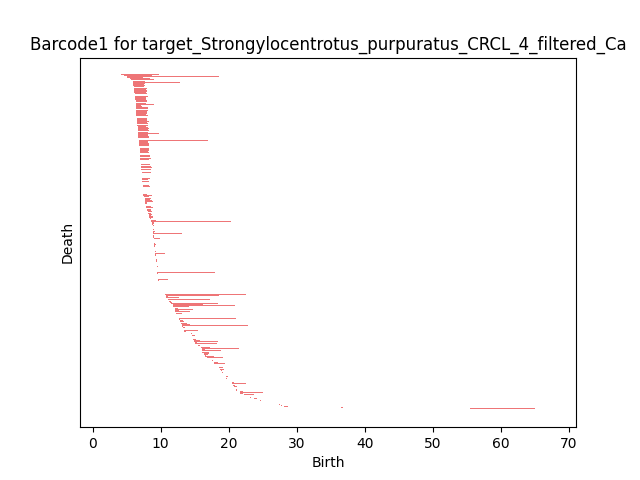 Barcode1 for target_Strongylocentrotus_purpuratus_CRCL_4_filtered_Ca
Death
0 10 20 30 40 50 60 70
Birth